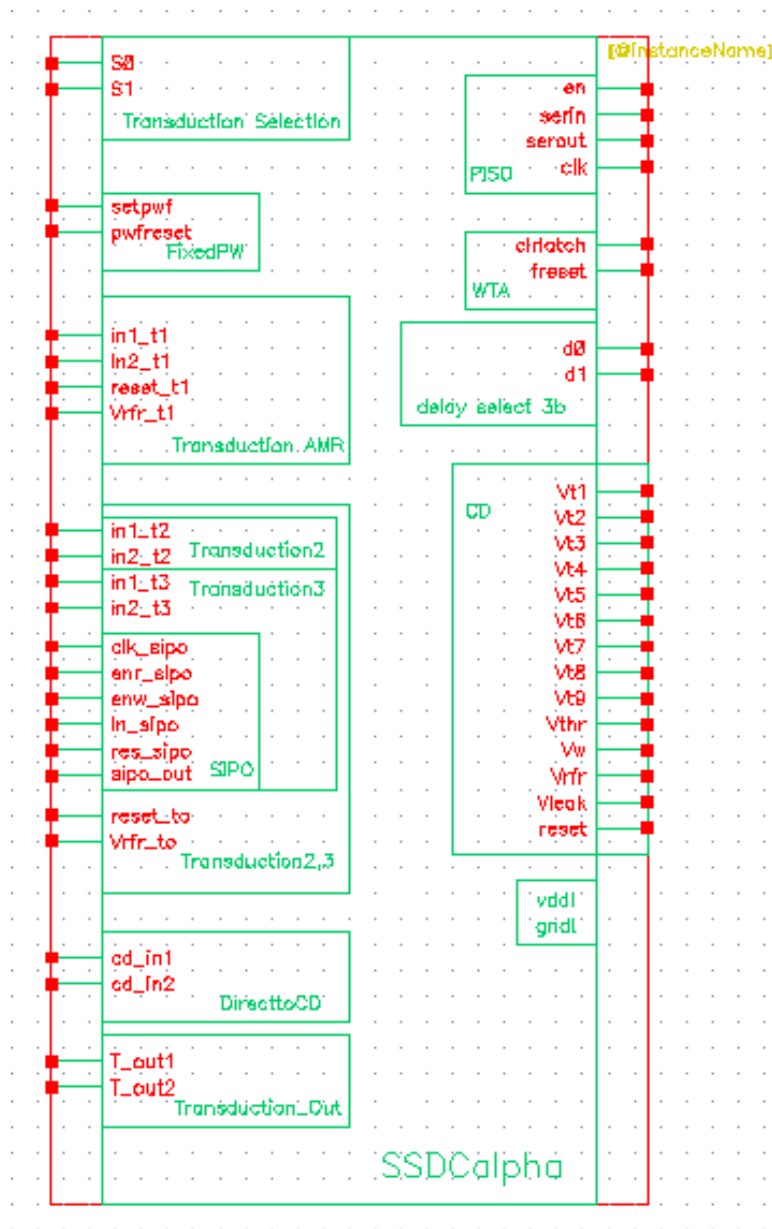 [@InstanceName]
S0
S1
Transduction Selection
setpwf
pwfreset
FixedPW
in1_t1
in2_t1
reset_t1
Vrfr_t1
Transduction AMR
in1_t2
in2_t2
Transduction2
in1_t3
in2_t3
Transduction3
clk_sipo
enr_sipo
enw_sipo
in_sipo
res_sipo
sipo_out
SIPO
reset_to
Vrfr_to
Transduction2,3
cd_in1
cd_in2
DirecttoCD
T_out1
T_out2
Transduction_Out
en
serin
serout
clk
PISO
clrlatch
freset
WTA
d0
d1
delay select 3b
CD
Vt1
Vt2
Vt3
Vt4
Vt5
Vt6
Vt7
Vt8
Vt9
Vthr
Vw
Vrfr
Vleak
reset
vdd!
gnd!
SSDCalpha